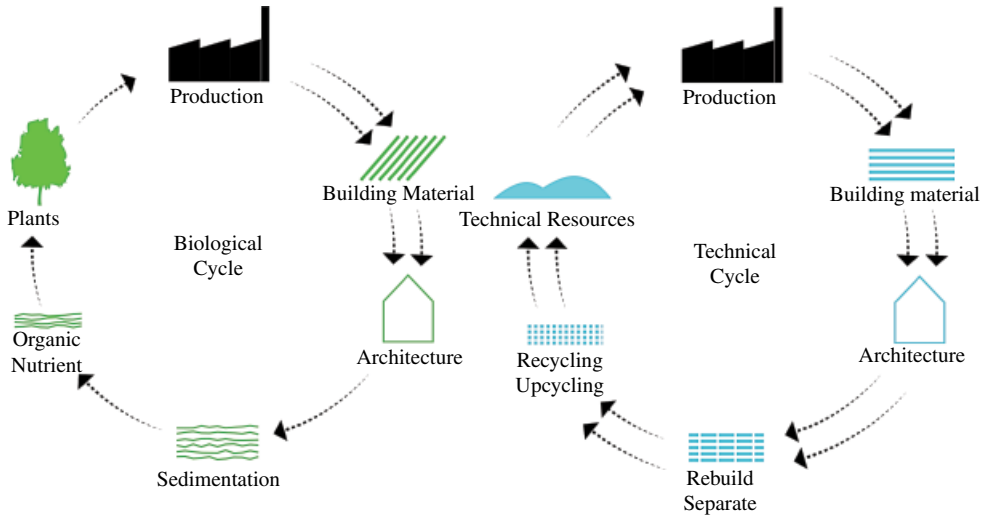 Production
Building Material
Plants
Biological
Cycle
Organic
Nutrient
Architecture
Sedimentation
Production
Building material
Technical Resources
Technical
Cycle
Recycling
Upcycling
Architecture
Rebuild
Separate